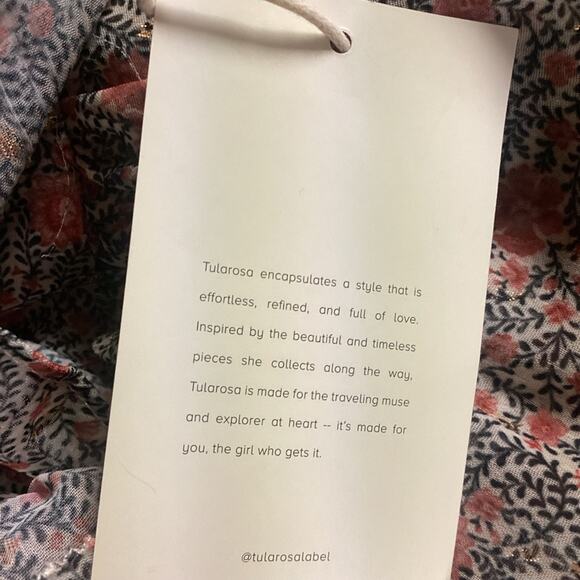 Tularosa encapsulates a style that is
effortless, refined, and full of love.
Inspired by the beautiful and timeless
pieces she collects along the way,
Tularosa is made for the traveling muse
and explorer at heart -- it's made for
you, the girl who gets it.
@tularosalabel